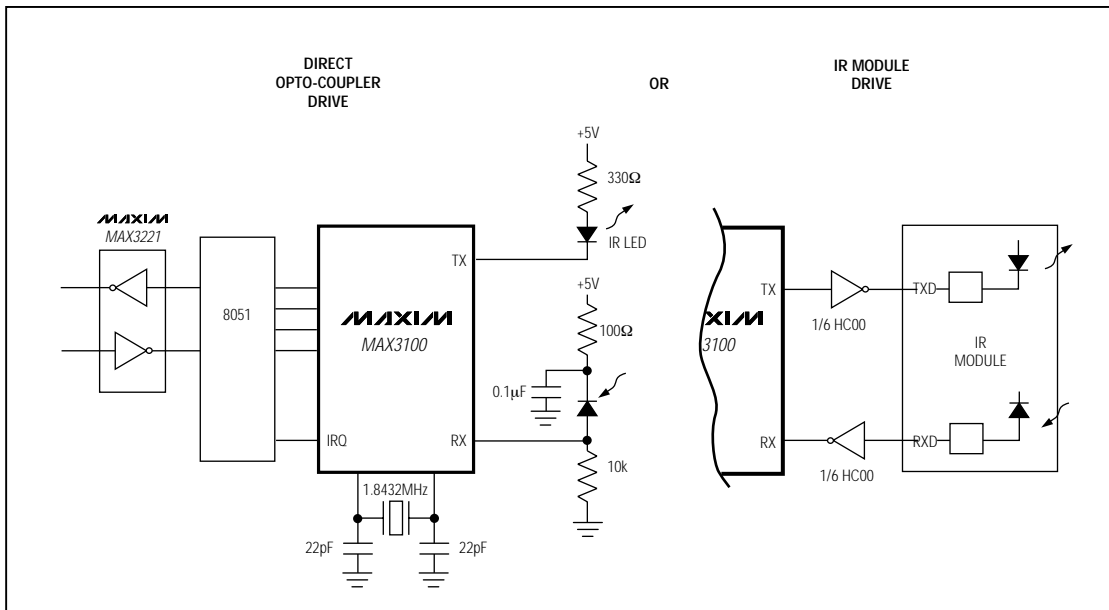 DIRECT
OPTO-COUPLER
DRIVE
OR
IR MODULE
DRIVE
MAXIM
MAX3221
8051
TX
MAXIM
MAX3100
IRQ
RX
1.8432MHz
22pF
22pF
+5V
330Ω
IR LED
+5V
100Ω
0.1µF
10k
TX
XIM
3100
RX
1/6 HC00
1/6 HC00
TXD
IR
MODULE
RXD